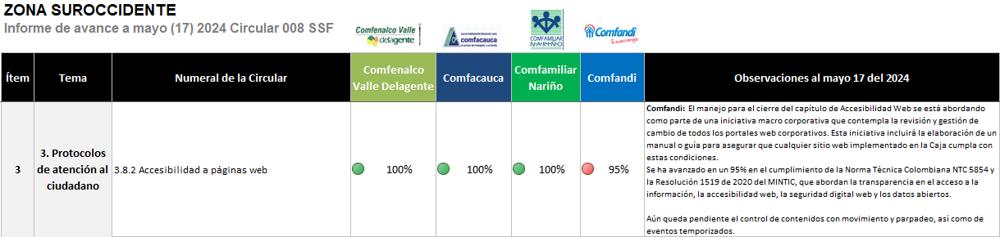 ZONA SUROCCIDENTE
Informe de avance a mayo (17) 2024 Circular 008 SSF
Comfenalco Valle
delagente
comfacauca
COMFAMILIAR
NARIÑO
Comfandi
Ítem
Tema
Numeral de la Circular
Comfenalco
Valle Delagente
Comfacauca
Comfamiliar
Nariño
Comfandi
Observaciones al mayo 17 del 2024
3
3. Protocolos
de atención al
ciudadano
3.8.2 Accesibilidad a páginas web
100%
100%
100%
95%
Comfandi: El manejo para el cierre del capítulo de Accesibilidad Web se está abordando
como parte de una iniciativa macro corporativa que contempla la revisión y gestión de
cambio de todos los portales web corporativos. Esta iniciativa incluirá la elaboración de un
manual o guía para asegurar que cualquier sitio web implementado en la Caja cumpla con
estas condiciones.
Se ha avanzado en un 95% en el cumplimiento de la Norma Técnica Colombiana NTC 5854 y
la Resolución 1519 de 2020 del MINTIC, que abordan la transparencia en el acceso a la
información, la accesibilidad web, la seguridad digital web y los datos abiertos.
Aún queda pendiente el control de contenidos con movimiento y parpadeo, así como de
eventos temporizados.